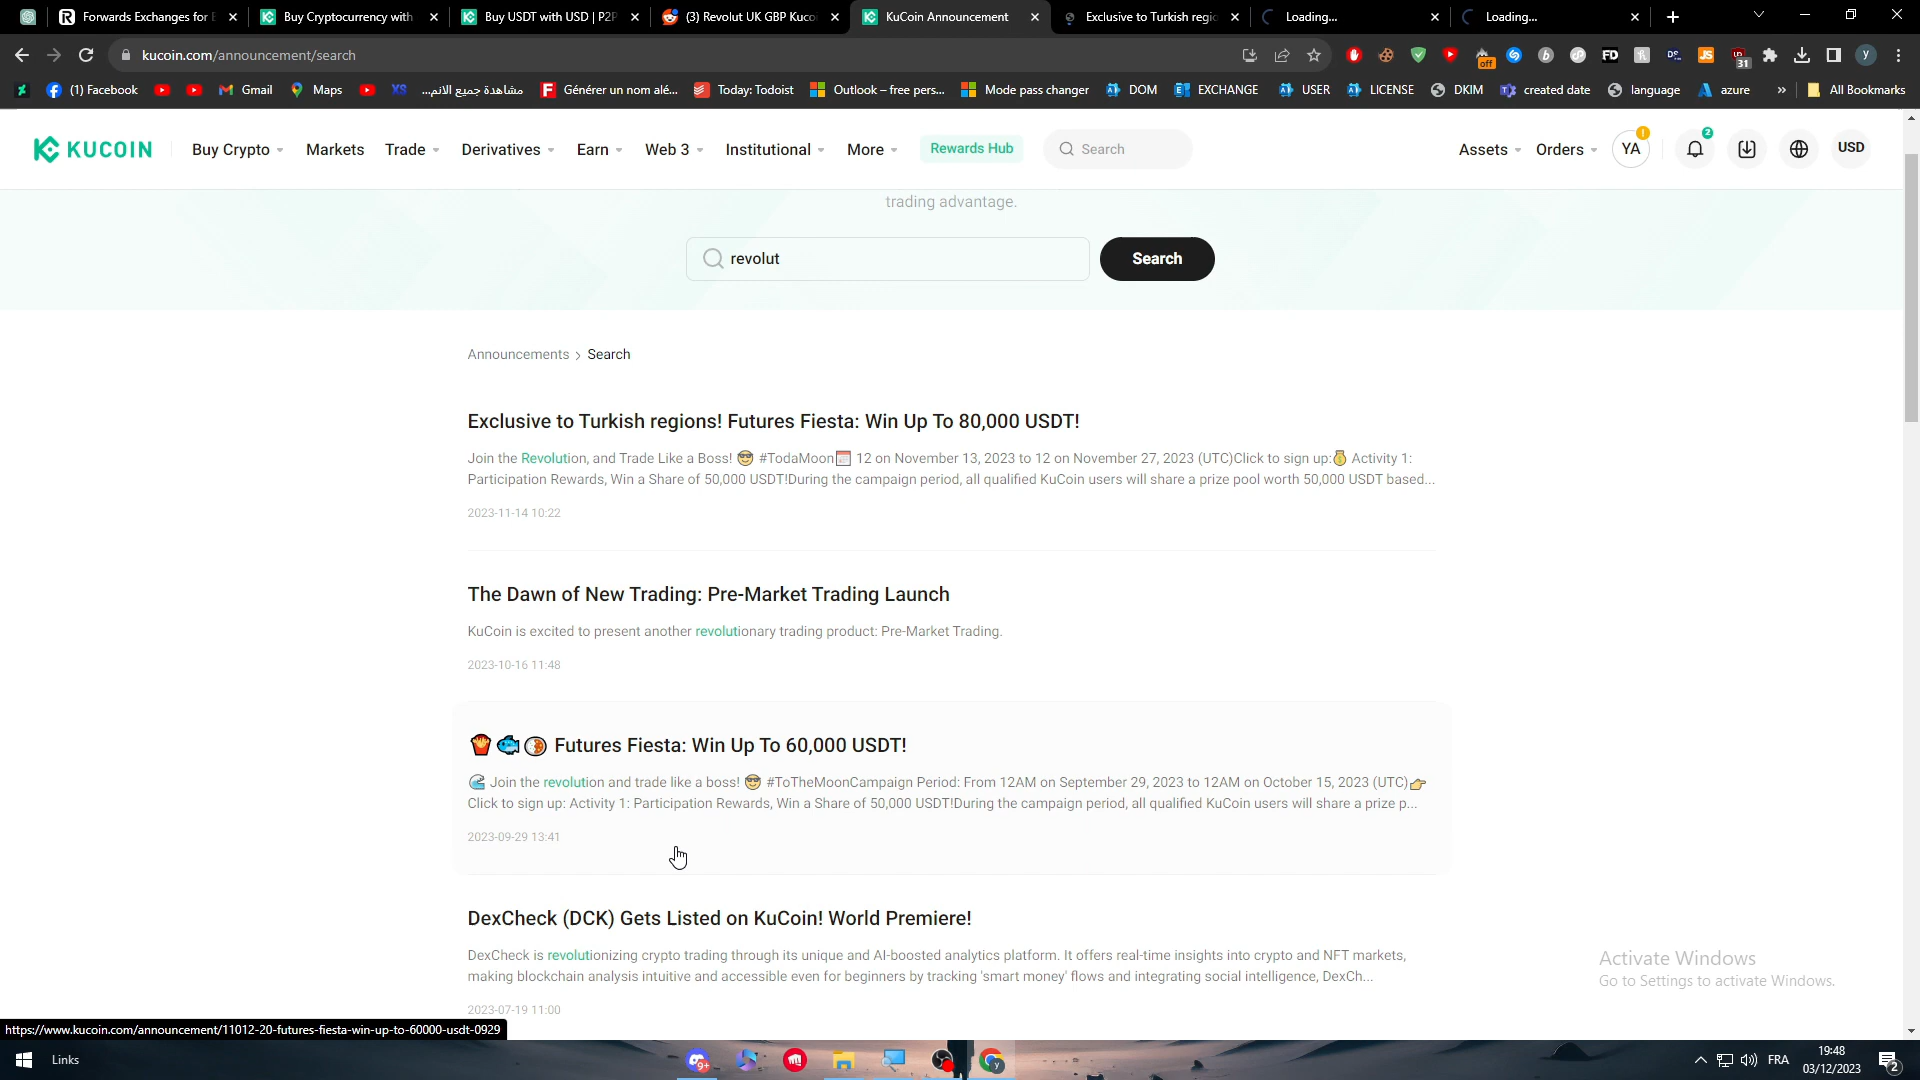 Forwards Exchanges for E
Buy Cryptocurrency with
Buy USDT with USD | P2P
(3) Revolut UK GBP Kucoi
KuCoin Announcement
Exclusive to Turkish regio
Loading...
Loading...
kucoin.com/announcement/search
off
FD
JS
31
y
(1) Facebook
Gmail
Maps
XS
مشاهدة جميع الانم...
Générer un nom alé...
Today: Todoist
Outlook – free pers...
Mode pass changer
DOM
EXCHANGE
USER
LICENSE
DKIM
created date
language
azure
»
All Bookmarks
KUCOIN
Buy Crypto
Markets
Trade
Derivatives
Earn
Web 3
Institutional
More
Rewards Hub
Search
Assets
Orders
YA
2
USD
trading advantage.
revolut
Search
Announcements > Search
Exclusive to Turkish regions! Futures Fiesta: Win Up To 80,000 USDT!
Join the Revolution, and Trade Like a Boss! 😎 #TodaMoon📅 12 on November 13, 2023 to 12 on November 27, 2023 (UTC)Click to sign up:🏅 Activity 1:
Participation Rewards, Win a Share of 50,000 USDT!During the campaign period, all qualified KuCoin users will share a prize pool worth 50,000 USDT based...
2023-11-14 10:22
The Dawn of New Trading: Pre-Market Trading Launch
KuCoin is excited to present another revolutionary trading product: Pre-Market Trading.
2023-10-16 11:48
🍟🐟🥠 Futures Fiesta: Win Up To 60,000 USDT!
🌊 Join the revolution and trade like a boss! 😎 #ToTheMoonCampaign Period: From 12AM on September 29, 2023 to 12AM on October 15, 2023 (UTC)👉
Click to sign up: Activity 1: Participation Rewards, Win a Share of 50,000 USDT!During the campaign period, all qualified KuCoin users will share a prize p...
2023-09-29 13:41
DexCheck (DCK) Gets Listed on KuCoin! World Premiere!
DexCheck is revolutionizing crypto trading through its unique and AI-boosted analytics platform. It offers real-time insights into crypto and NFT markets,
making blockchain analysis intuitive and accessible even for beginners by tracking 'smart money' flows and integrating social intelligence, DexCh...
2023-07-19 11:00
Activate Windows
Go to Settings to activate Windows.
https://www.kucoin.com/announcement/11012-20-futures-fiesta-win-up-to-60000-usdt-0929
Links
9+
FRA
19:48
03/12/2023
2